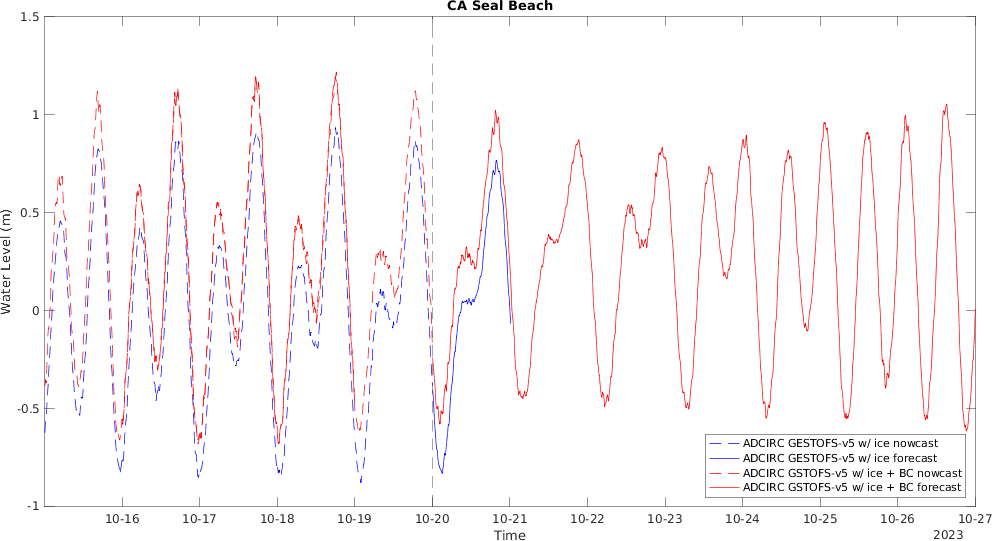 CA Seal Beach
1.5
1
0.5
0
-0.5
-1
Water Level (m)
10-16 10-17 10-18 10-19 10-20 10-21 10-22 10-23 10-24 10-25 10-26 10-27
Time
2023
ADCIRC GESTOFS-v5 w/ ice nowcast
ADCIRC GESTOFS-v5 w/ ice forecast
ADCIRC GSTOFS-v5 w/ ice + BC nowcast
ADCIRC GSTOFS-v5 w/ ice + BC forecast